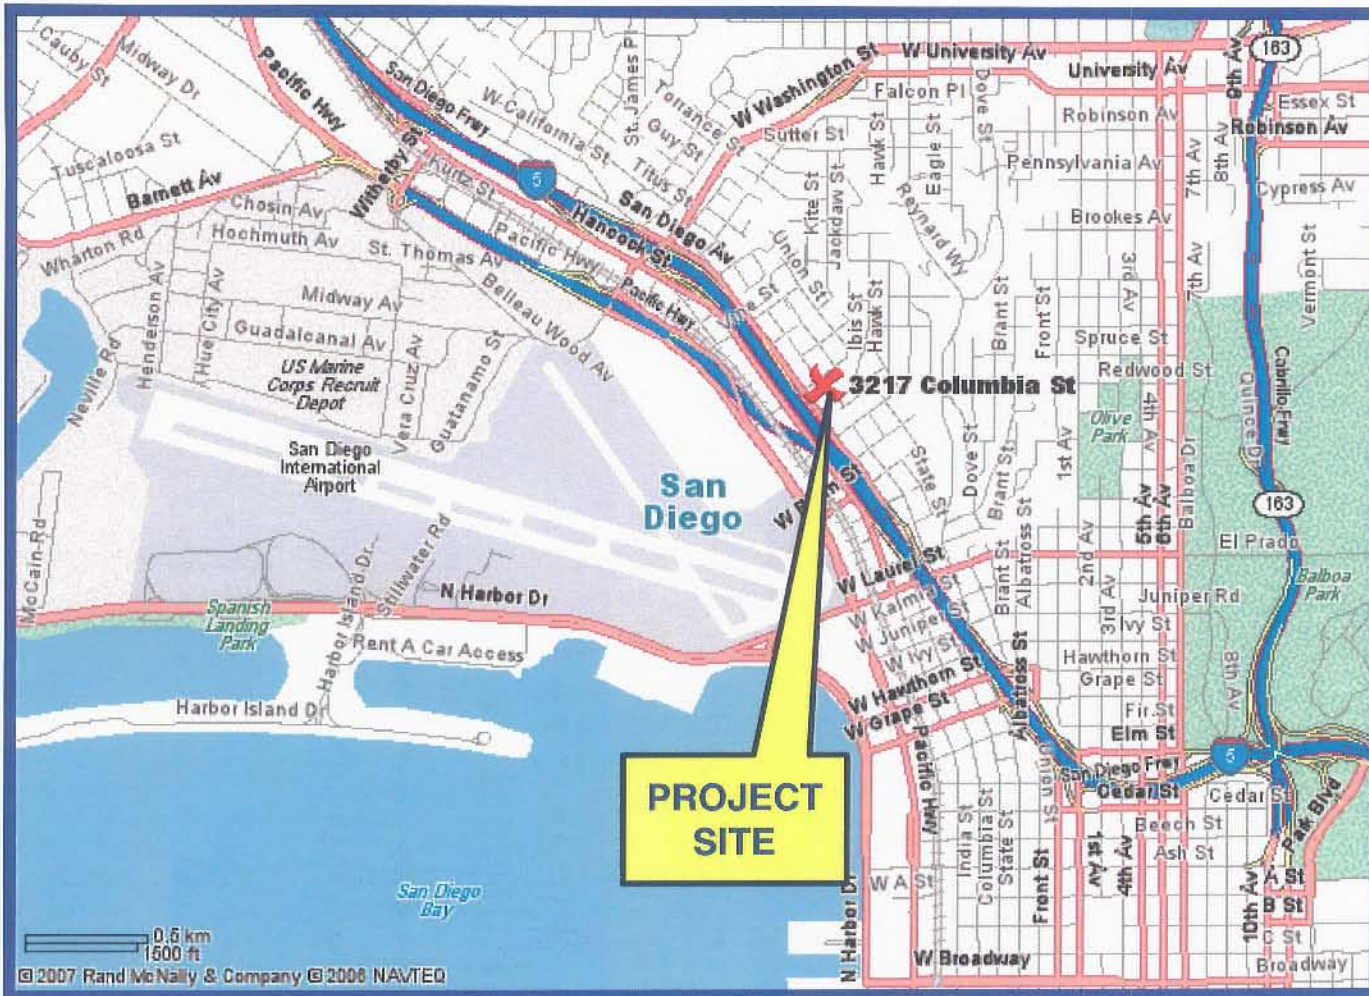 Cauby St
Midway Dr
Pacific Hwy
San Diego Frwy
W California St
St. James Pl
Torrance St
Guy St
Titus St
W Washington St
W University Av
University Av
Falcon Pl
Dove St
9th Av
163
Essex St
Robinson Av
Robinson Av
Sutter St
Hawk St
Eagle St
Tuscaloosa St
Barnett Av
Witherby St
Kurtz St
5
San Diego Av
Hancock St
Kite St
Jackdaw St
Reynard Wy
Pennsylvania Av
7th Av
8th Av
Cypress Av
Brookes Av
Chosin Av
Hochmuth Av
Wharton Rd
St. Thomas Av
Pacific Hwy
Union St
3rd Av
7th Av
Vermont St
Henderson Av
Hue City Av
Midway Av
Belleau Wood Av
Pacific Hwy
Vine St
Ibis St
Hawk St
Brant St
Front St
Guadalcanal Av
Neville Rd
US Marine
Corps Recruit
Depot
Vera Cruz Av
Guatanamo St
Spruce St
Redwood St
3217 Columbia St
Quince Dr
Cabrillo Frwy
Olive
Park
4th Av
San Diego
International
Airport
San
Diego
State St
Dove St
Brant St
1st Av
Balboa Dr
5th Av
6th Av
163
El Prado
McCain Rd
Stillwater Rd
Harbor Island Dr
N Harbor Dr
W Laurel St
W Kalmia St
Brant St
Albatross St
2nd Av
3rd Av
Juniper Rd
Balboa
Park
Spanish
Landing
Park
Rent A Car Access
W Juniper St
W Ivy St
Ivy St
Harbor Island Dr
W Hawthorn St
W Grape St
Albatross St
Hawthorn St
Grape St
8th Av
Fir St
Elm St
Pacific Hwy
Union St
San Diego Frwy
5
Cedar St
Cedar St
Park Blvd
PROJECT
SITE
India St
Columbia St
State St
Beech St
Ash St
1st Av
4th Av
Front St
W A St
A St
10th Av
B St
C St
San Diego
Bay
N Harbor Dr
W Broadway
Broadway
0.5 km
1500 ft
© 2007 Rand McNally & Company © 2006 NAVTEQ